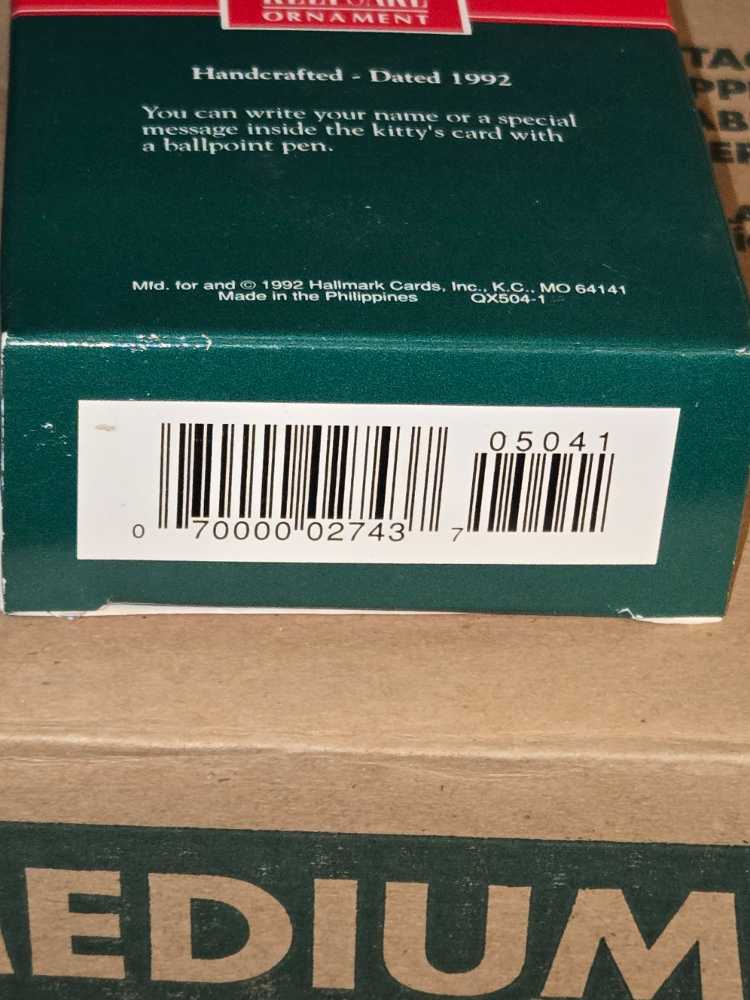 KEEPSAKE
ORNAMENT
Handcrafted - Dated 1992
You can write your name or a special
message inside the kitty's card with
a ballpoint pen.
Mfd. for and © 1992 Hallmark Cards, Inc., K.C., MO 64141
Made in the Philippines QX504-1
05041
0 70000 02743 7
EDIUM